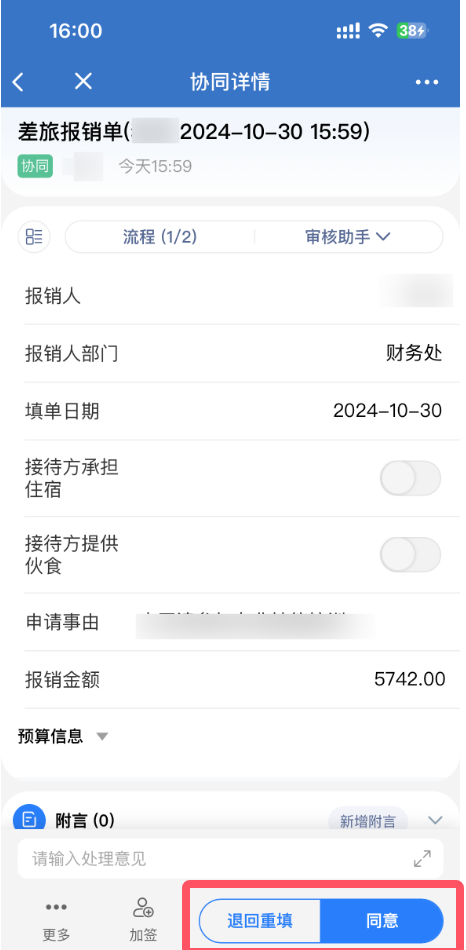 16:00
38
协同详情
差旅报销单( 2024-10-30 15:59)
协同 今天15:59
流程 (1/2) 审核助手
报销人
报销人部门 财务处
填单日期 2024-10-30
接待方承担
住宿
接待方提供
伙食
申请事由
报销金额 5742.00
预算信息
附言 (0) 新增附言
请输入处理意见
更多 加签 退回重填 同意